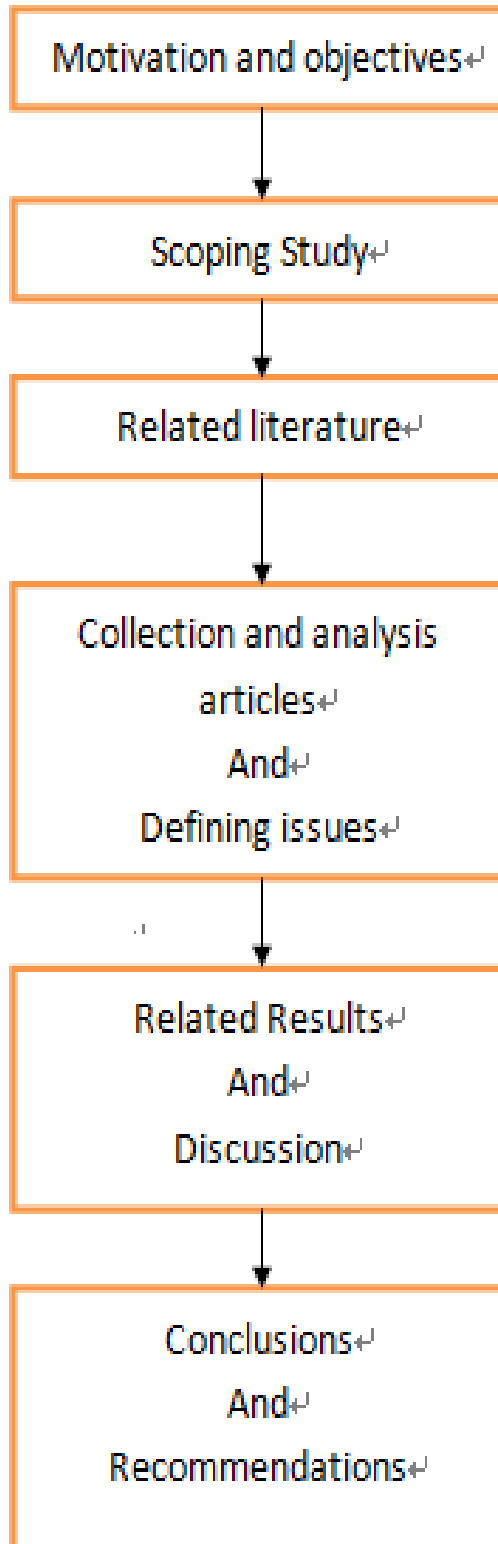 Motivation and objectives
Scoping Study
Related literature
Collection and analysis
articles
And
Defining issues
Related Results
And
Discussion
Conclusions
And
Recommendations